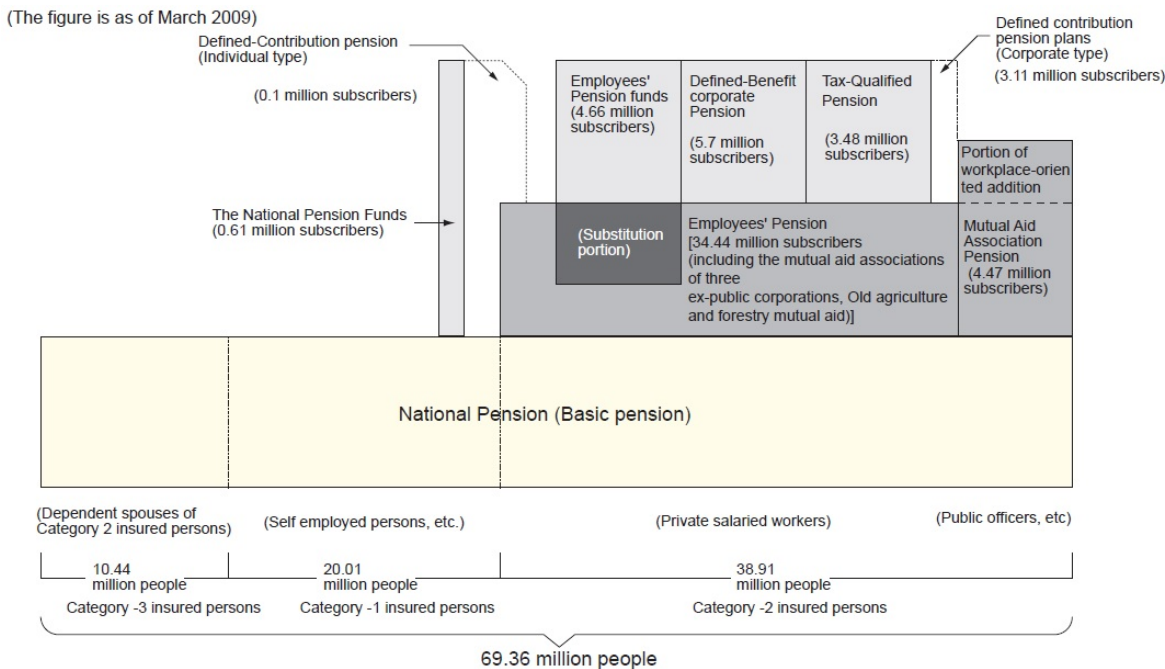 (The figure is as of March 2009)
Defined-Contribution pension
(Individual type)
(0.1 million subscribers)
Defined contribution
pension plans
(Corporate type)
(3.11 million subscribers)
Employees'
Pension funds
(4.66 million
subscribers)
Defined-Benefit
corporate
Pension
(5.7 million
subscribers)
Tax-Qualified
Pension
(3.48 million
subscribers)
Portion of
workplace-orien
ted addition
The National Pension Funds
(0.61 million subscribers)
(Substitution
portion)
Employees' Pension
[34.44 million subscribers
(including the mutual aid associations
of three
ex-public corporations, Old agriculture
and forestry mutual aid)]
Mutual Aid
Association
Pension
(4.47 million
subscribers)
National Pension (Basic pension)
(Dependent spouses of
Category 2 insured persons)
(Self employed persons, etc.)
(Private salaried workers)
(Public officers, etc)
10.44
million people
20.01
million people
38.91
million people
Category -3 insured persons
Category -1 insured persons
Category -2 insured persons
69.36 million people